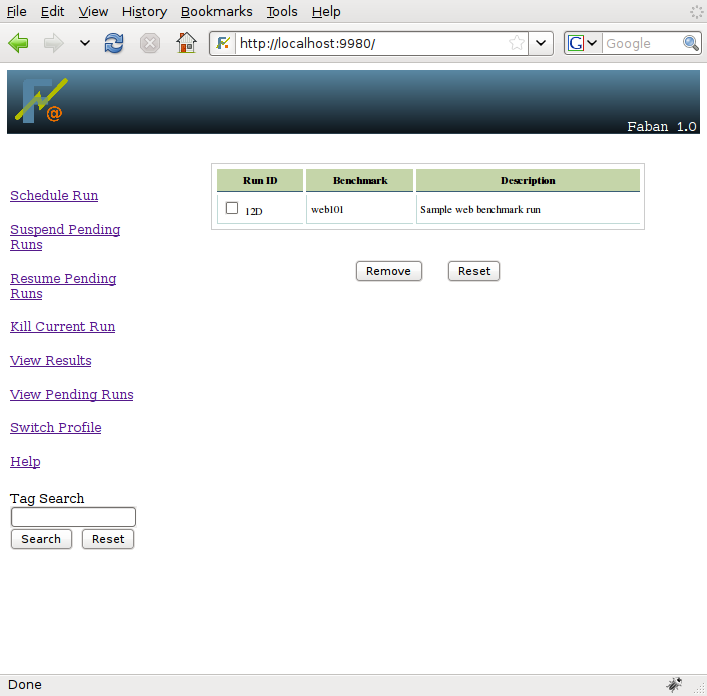 File Edit View History Bookmarks Tools Help
http://localhost:9980/ Google
Faban 1.0
Schedule Run
Suspend Pending
Runs
Resume Pending
Runs
Kill Current Run
View Results
View Pending Runs
Switch Profile
Help
Tag Search
Search Reset
Run ID Benchmark Description
12D web101 Sample web benchmark run
Remove Reset
Done